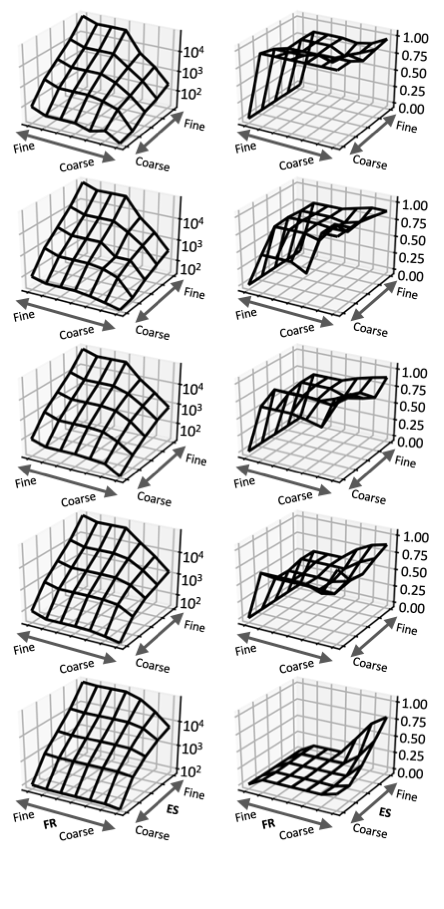 10⁴
10³
10²
Fine
Coarse
Fine
Coarse
1.00
0.75
0.50
0.25
0.00
Fine
Coarse
Fine
Coarse
10⁴
10³
10²
Fine
Coarse
Fine
Coarse
1.00
0.75
0.50
0.25
0.00
Fine
Coarse
Fine
Coarse
10⁴
10³
10²
Fine
Coarse
Fine
Coarse
1.00
0.75
0.50
0.25
0.00
Fine
Coarse
Fine
Coarse
10⁴
10³
10²
Fine
Coarse
Fine
Coarse
1.00
0.75
0.50
0.25
0.00
Fine
Coarse
Fine
Coarse
10⁴
10³
10²
Fine
FR
Coarse
Fine
ES
Coarse
1.00
0.75
0.50
0.25
0.00
Fine
FR
Coarse
Fine
ES
Coarse